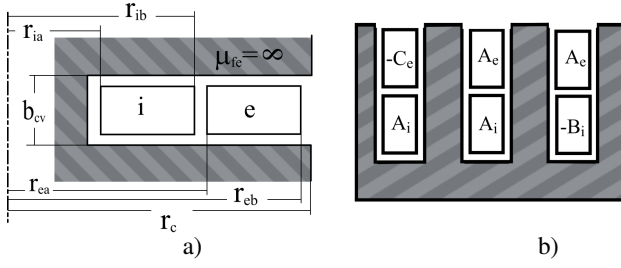 r_ib
r_ia
μ_fe=∞
b_cv
i
e
r_ea
r_eb
r_c
a)
-C_e
A_e
A_e
A_i
A_i
-B_i
b)